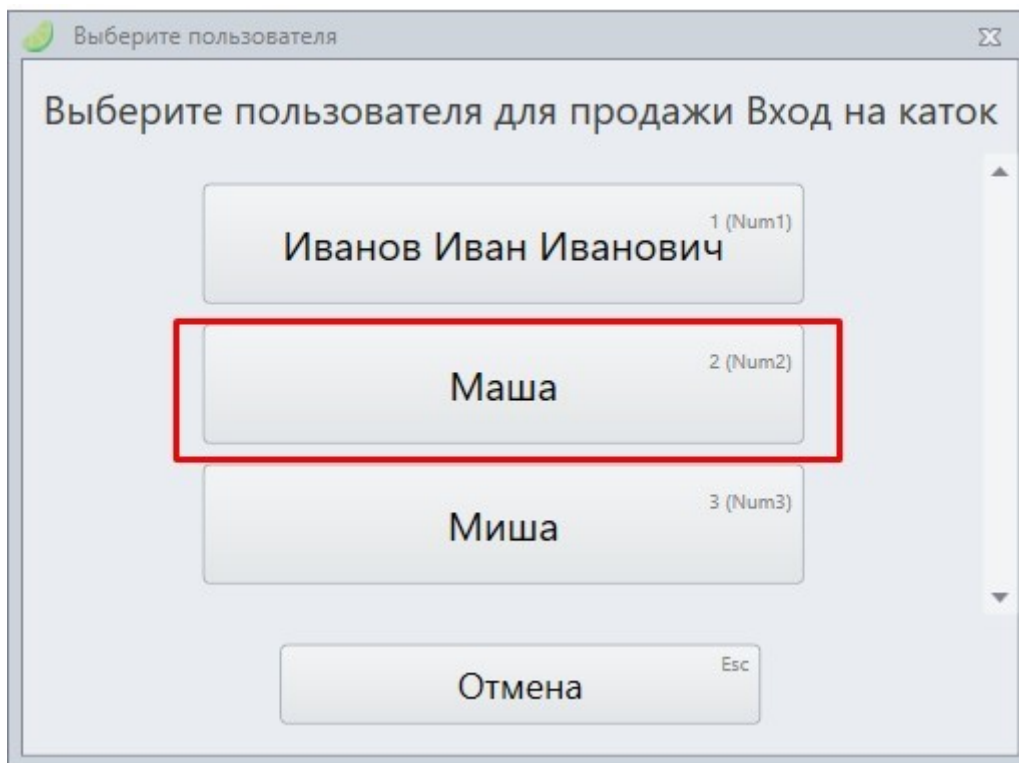 Выберите пользователя
Выберите пользователя для продажи Вход на каток
1 (Num1)
Иванов Иван Иванович
2 (Num2)
Маша
3 (Num3)
Миша
Esc
Отмена